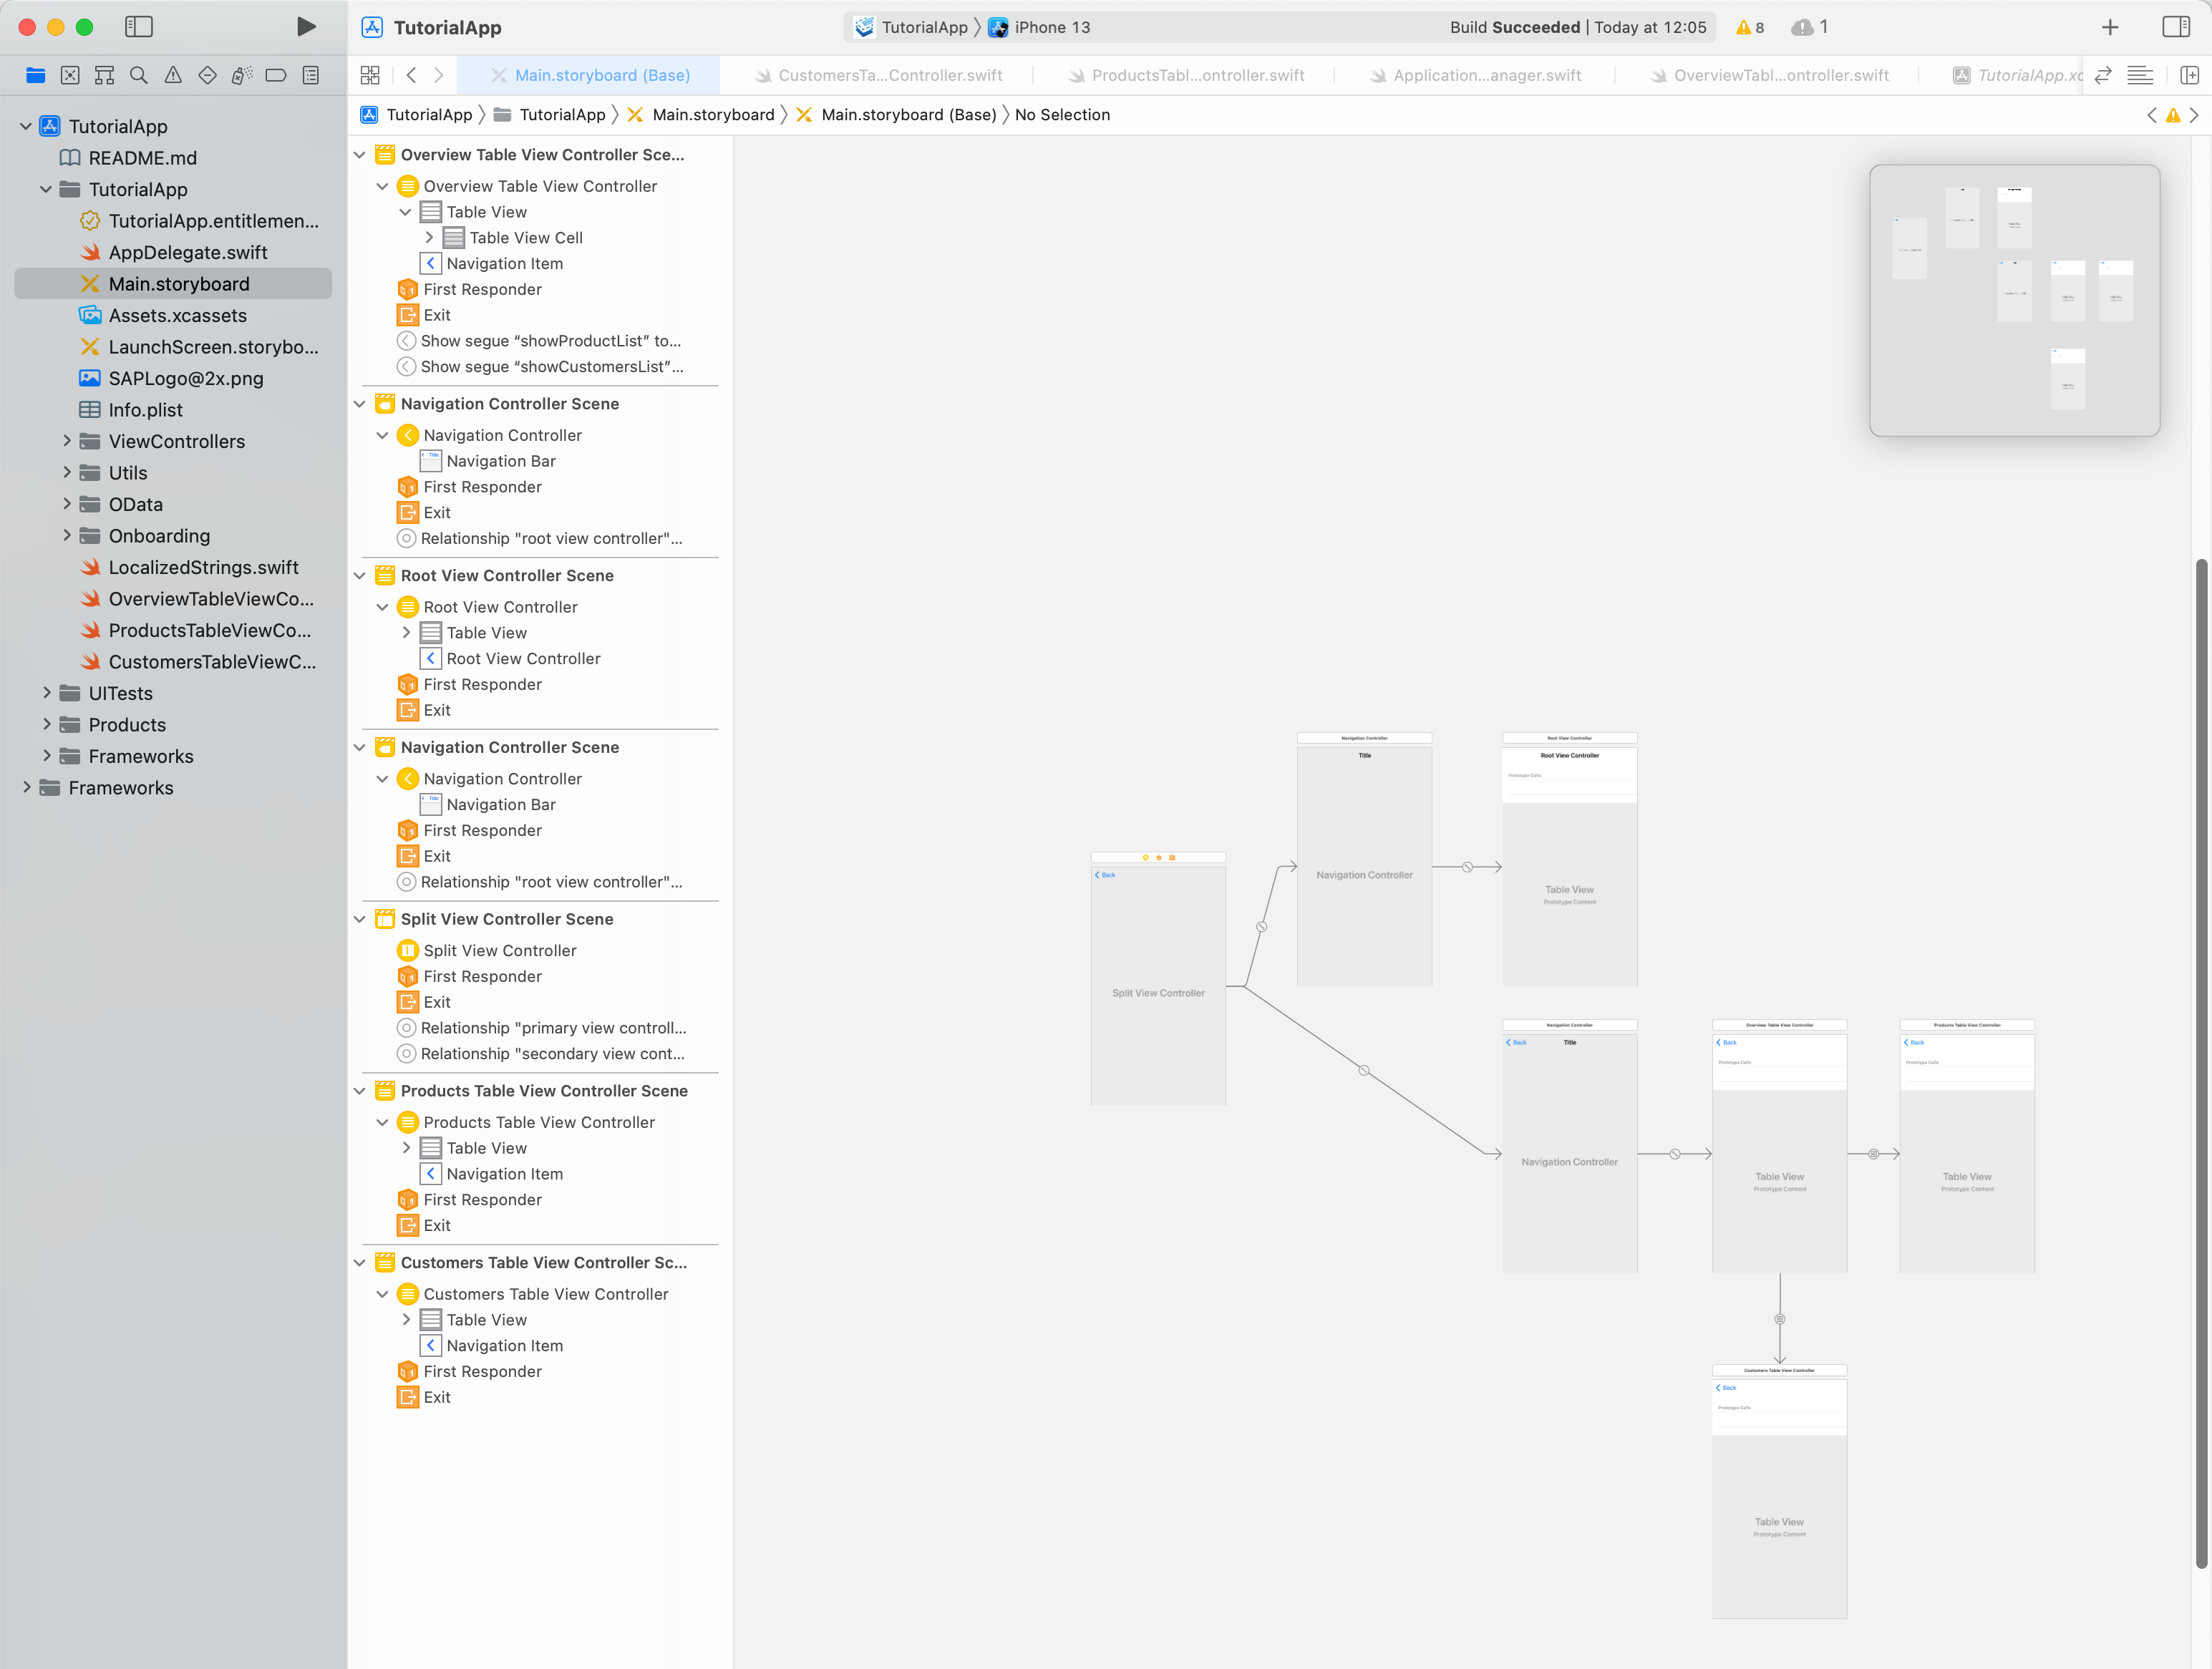 TutorialApp
TutorialApp 〉 iPhone 13
Build Succeeded | Today at 12:05
8
1
Main.storyboard (Base)
CustomersTa...Controller.swift
ProductsTabl...ontroller.swift
Application...anager.swift
OverviewTabl...ontroller.swift
TutorialApp.xc
TutorialApp 〉 TutorialApp 〉 Main.storyboard 〉 Main.storyboard (Base) 〉 No Selection
TutorialApp
README.md
TutorialApp
TutorialApp.entitlemen...
AppDelegate.swift
Main.storyboard
Assets.xcassets
LaunchScreen.storybo...
SAPLogo@2x.png
Info.plist
ViewControllers
Utils
OData
Onboarding
LocalizedStrings.swift
OverviewTableViewCo...
ProductsTableViewCo...
CustomersTableViewC...
UITests
Products
Frameworks
Frameworks
Overview Table View Controller Sce...
Overview Table View Controller
Table View
Table View Cell
Navigation Item
First Responder
Exit
Show segue “showProductList” to...
Show segue “showCustomersList”...
Navigation Controller Scene
Navigation Controller
Navigation Bar
First Responder
Exit
Relationship "root view controller"...
Root View Controller Scene
Root View Controller
Table View
Root View Controller
First Responder
Exit
Navigation Controller Scene
Navigation Controller
Navigation Bar
First Responder
Exit
Relationship "root view controller"...
Split View Controller Scene
Split View Controller
First Responder
Exit
Relationship "primary view controll...
Relationship "secondary view cont...
Products Table View Controller Scene
Products Table View Controller
Table View
Navigation Item
First Responder
Exit
Customers Table View Controller Sc...
Customers Table View Controller
Table View
Navigation Item
First Responder
Exit
Back
Split View Controller
Navigation Controller
Title
Navigation Controller
Root View Controller
Root View Controller
Prototype Cells
Table View
Prototype Content
Navigation Controller
Back
Title
Navigation Controller
Overview Table View Controller
Back
Prototype Cells
Table View
Prototype Content
Products Table View Controller
Back
Prototype Cells
Table View
Prototype Content
Customers Table View Controller
Back
Prototype Cells
Table View
Prototype Content